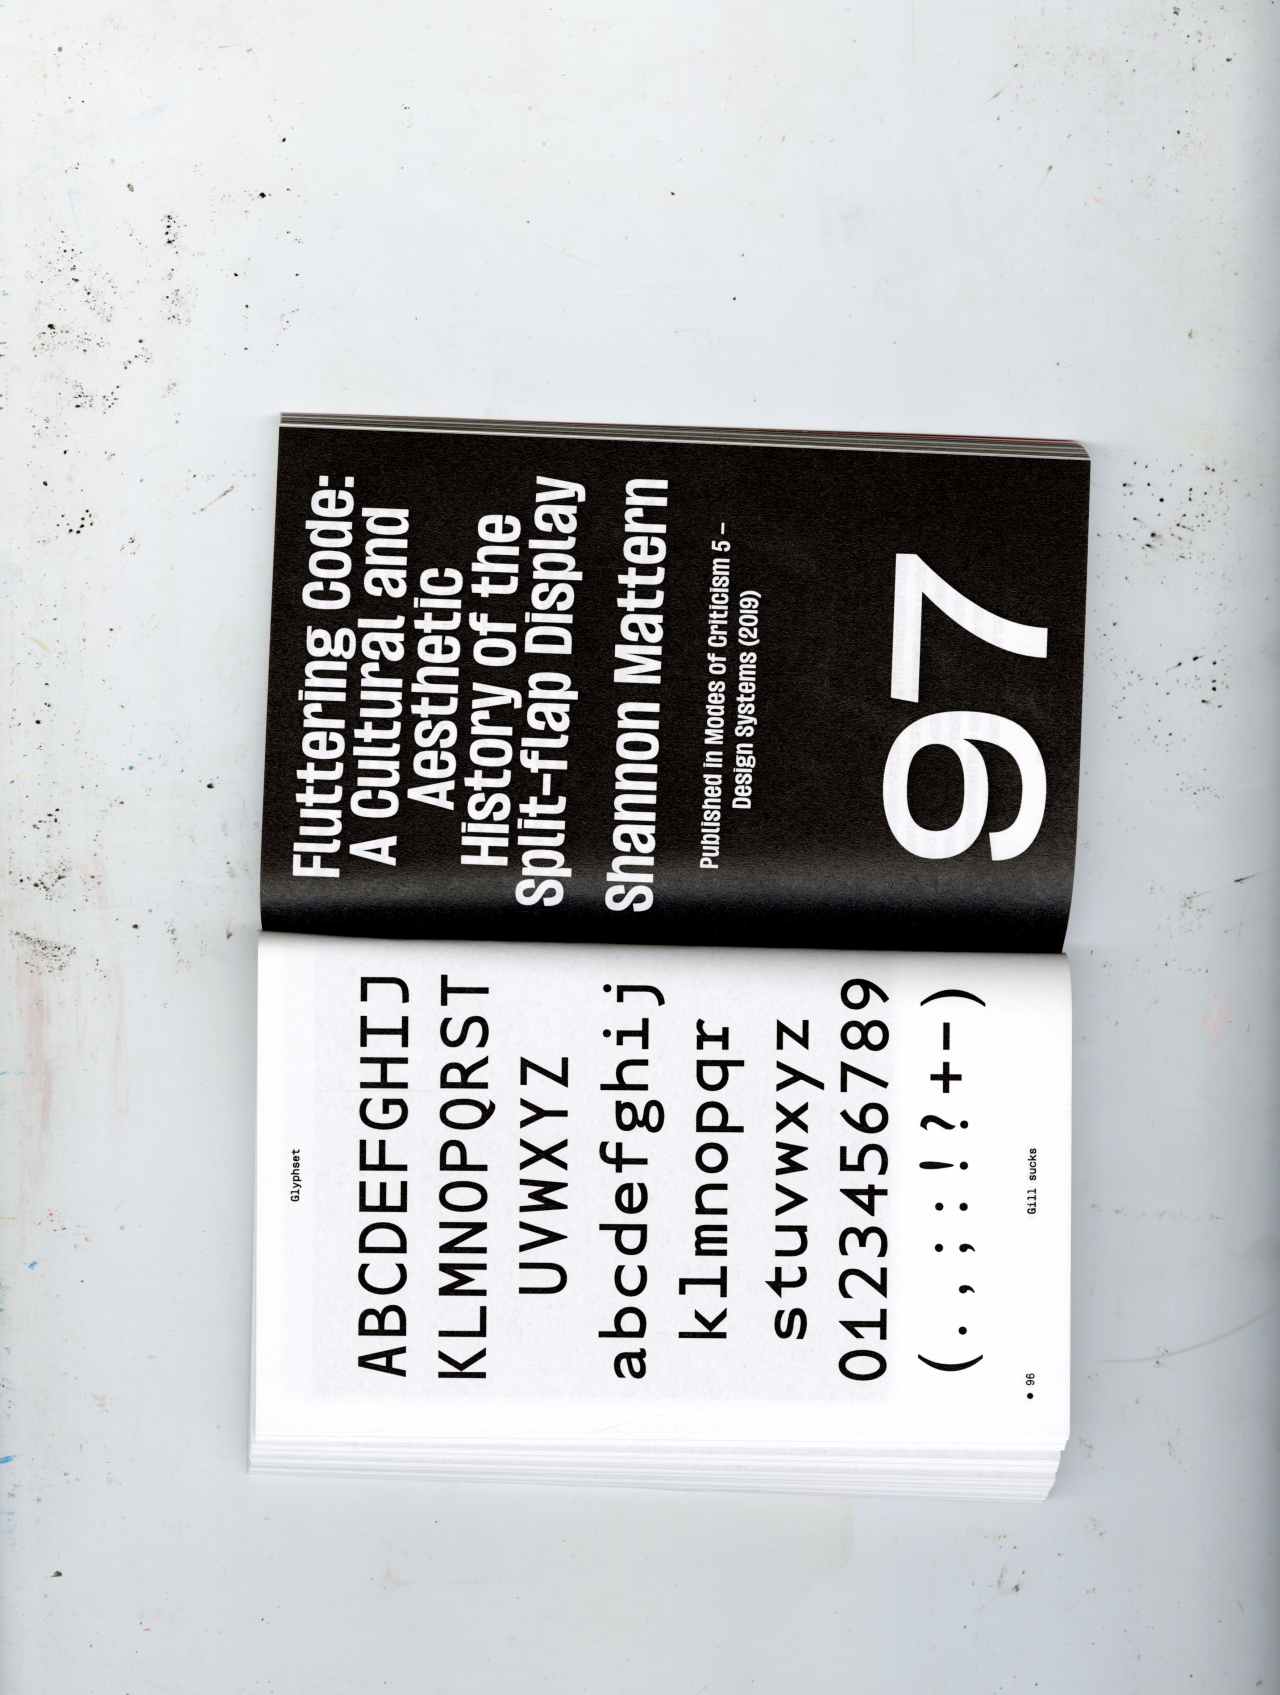 Glyphset
ABCDEFGHIJ
KLMNOPQRST
UVWXYZ
abcdefghij
klmnopqr
stuvwxyz
0123456789
(.,;:!?+-)
● 96
Gill sucks
Fluttering Code:
A Cultural and
Aesthetic
History of the
Split-flap Display
Shannon Mattern
Published in Modes of Criticism 5 –
Design Systems (2019)
97